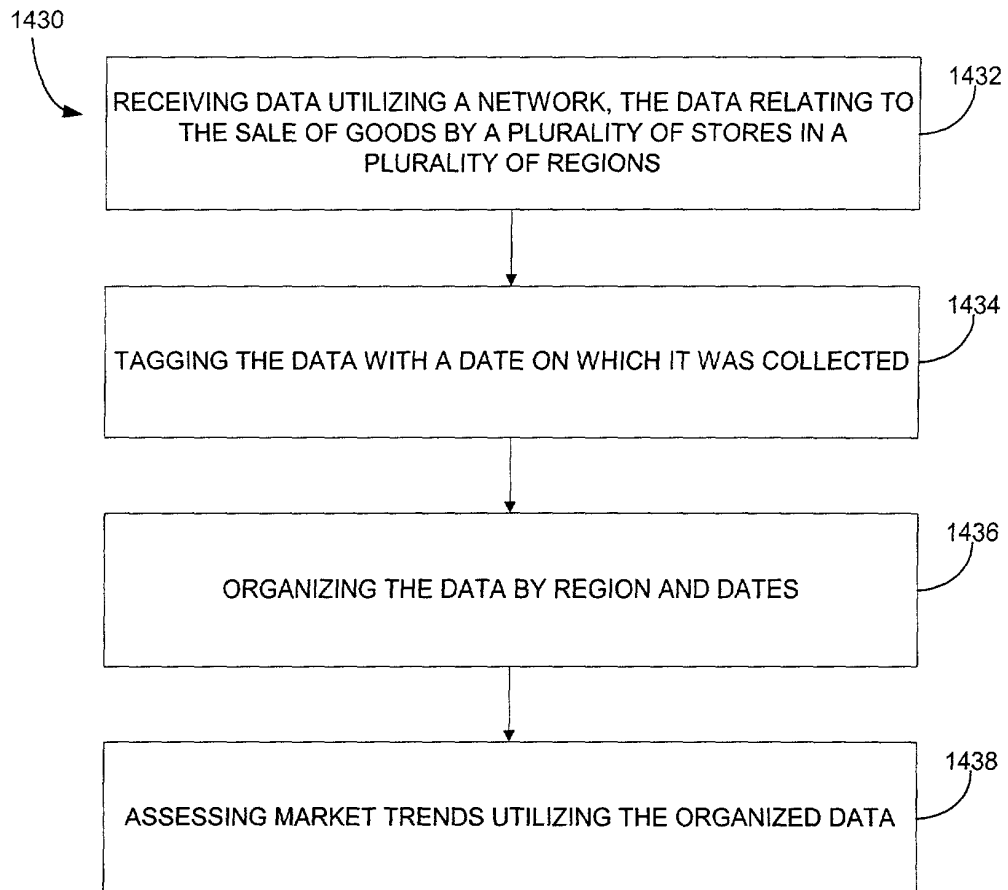 1430
1432
RECEIVING DATA UTILIZING A NETWORK, THE DATA RELATING TO
THE SALE OF GOODS BY A PLURALITY OF STORES IN A
PLURALITY OF REGIONS
1434
TAGGING THE DATA WITH A DATE ON WHICH IT WAS COLLECTED
1436
ORGANIZING THE DATA BY REGION AND DATES
1438
ASSESSING MARKET TRENDS UTILIZING THE ORGANIZED DATA